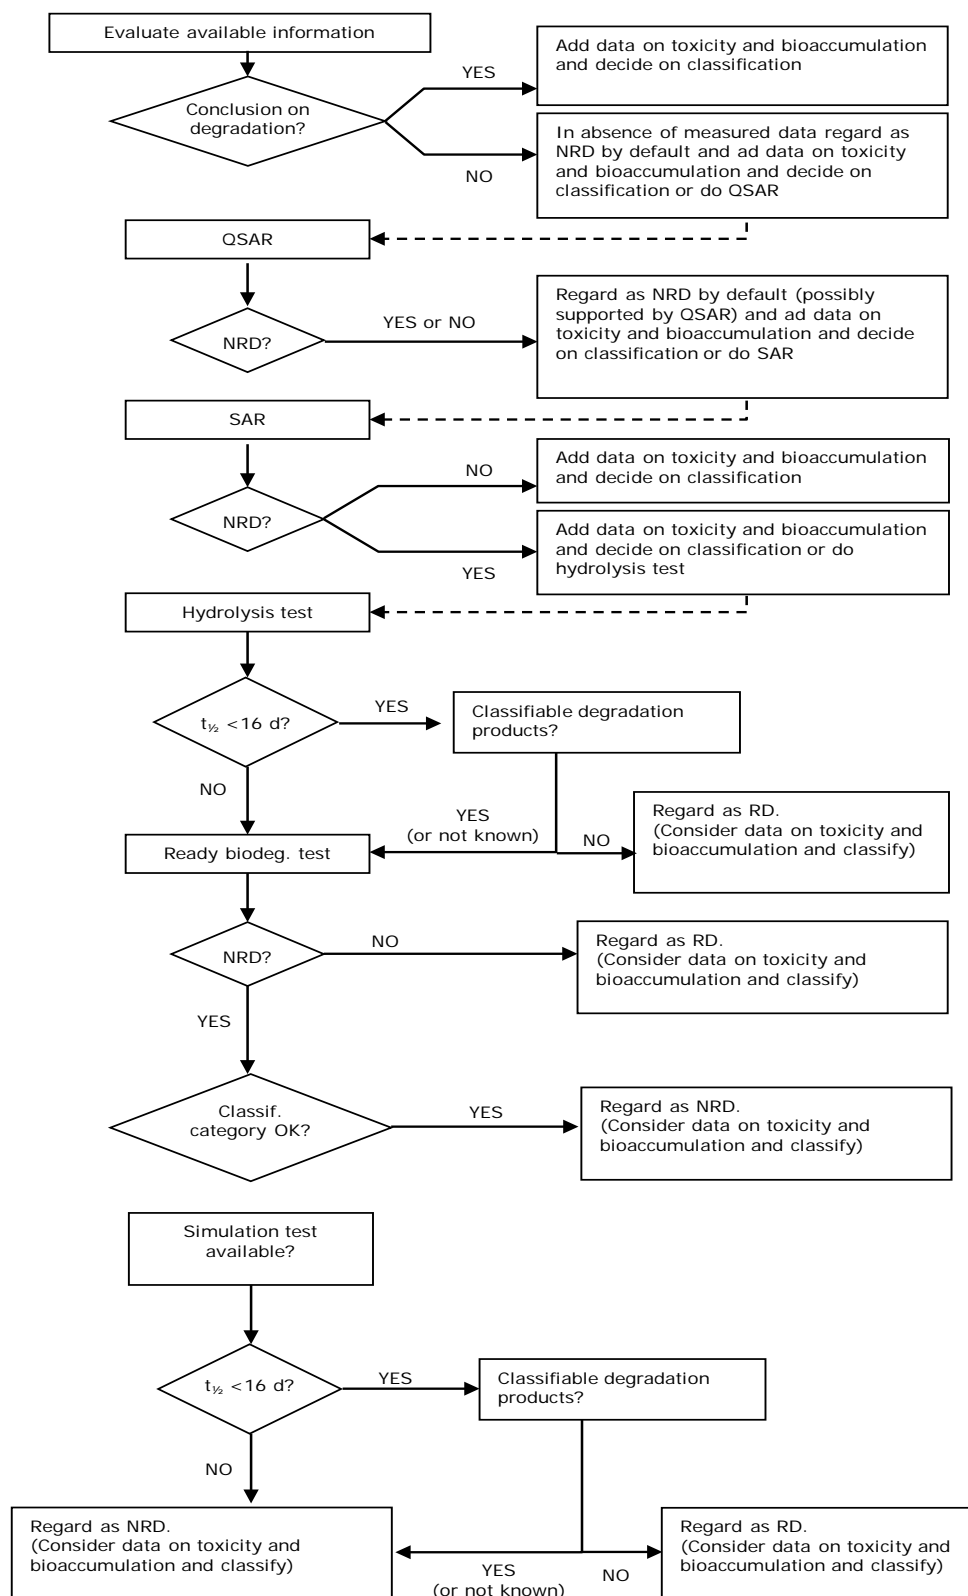 Evaluate available information
Conclusion on
degradation?
YES
Add data on toxicity and bioaccumulation
and decide on classification
NO
In absence of measured data regard as
NRD by default and ad data on toxicity
and bioaccumulation and decide on
classification or do QSAR
QSAR
NRD?
YES or NO
Regard as NRD by default (possibly
supported by QSAR) and ad data on
toxicity and bioaccumulation and decide
on classification or do SAR
SAR
NRD?
NO
Add data on toxicity and bioaccumulation
and decide on classification
YES
Add data on toxicity and bioaccumulation
and decide on classification or do
hydrolysis test
Hydrolysis test
t½ <16 d?
YES
Classifiable degradation
products?
NO
YES
(or not known)
NO
Regard as RD.
(Consider data on toxicity and
bioaccumulation and classify)
Ready biodeg. test
NRD?
NO
Regard as RD.
(Consider data on toxicity and
bioaccumulation and classify)
YES
Classif.
category OK?
YES
Regard as NRD.
(Consider data on toxicity and
bioaccumulation and classify)
Simulation test
available?
t½ <16 d?
YES
Classifiable degradation
products?
NO
Regard as NRD.
(Consider data on toxicity and
bioaccumulation and classify)
YES
(or not known)
NO
Regard as RD.
(Consider data on toxicity and
bioaccumulation and classify)